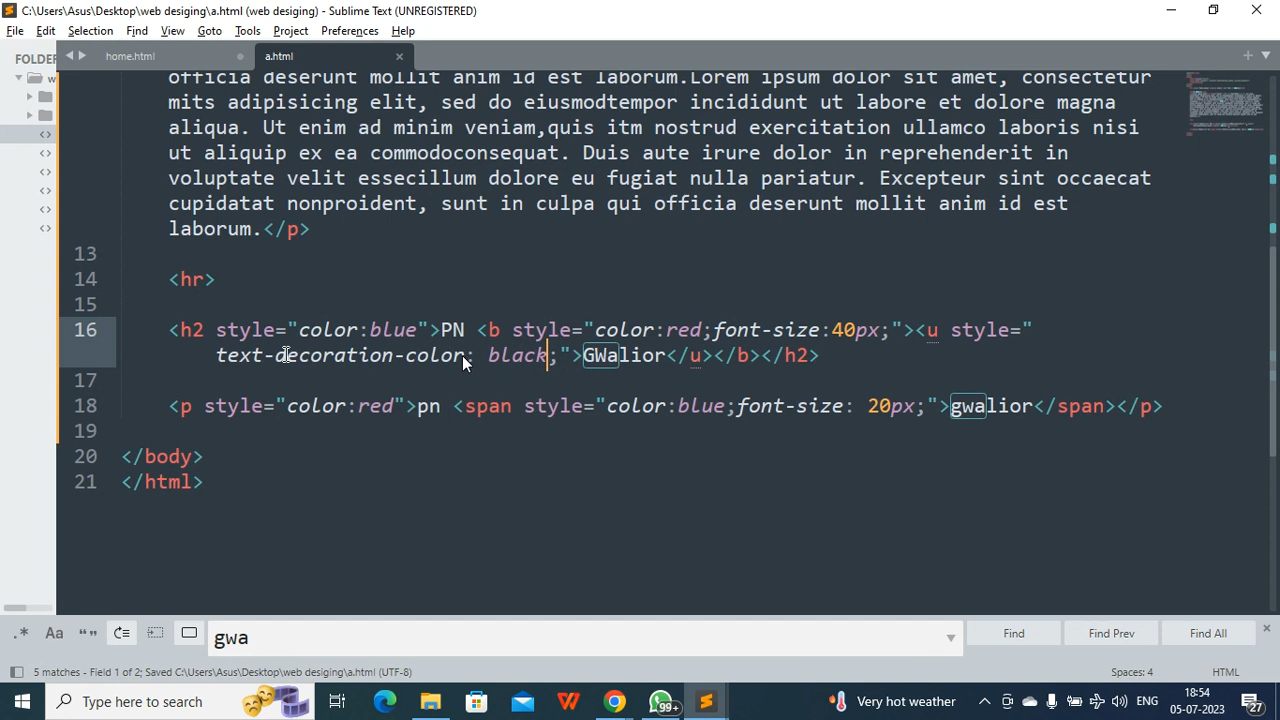 C:\Users\Asus\Desktop\web desiging\a.html (web desiging) - Sublime Text (UNREGISTERED)
File Edit Selection Find View Goto Tools Project Preferences Help
FOLDER
home.html
a.html
w
officia deserunt mollit anim id est laborum.Lorem ipsum dolor sit amet, consectetur
mits adipisicing elit, sed do eiusmodtempor incididunt ut labore et dolore magna
aliqua. Ut enim ad minim veniam,quis itm nostrud exercitation ullamco laboris nisi
ut aliquip ex ea commodoconsequat. Duis aute irure dolor in reprehenderit in
voluptate velit essecillum dolore eu fugiat nulla pariatur. Excepteur sint occaecat
cupidatat nonproident, sunt in culpa qui officia deserunt mollit anim id est
laborum.</p>
13
14 <hr>
15
16 <h2 style="color:blue">PN <b style="color:red;font-size:40px;"><u style="
text-decoration-color: black;">GWalior</u></b></h2>
17
18 <p style="color:red">pn <span style="color:blue;font-size: 20px;">gwalior</span></p>
19
20 </body>
21 </html>
.* Aa “” gwa Find Find Prev Find All
5 matches - Field 1 of 2; Saved C:\Users\Asus\Desktop\web desiging\a.html (UTF-8) Spaces: 4 HTML
Type here to search 99+ Very hot weather ENG 18:54
05-07-2023 27